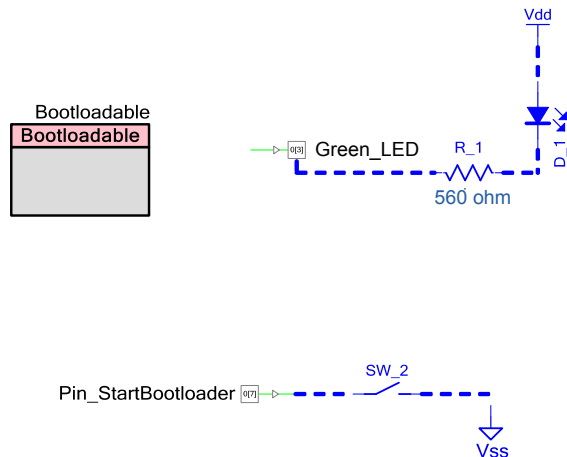 Vdd
Bootloadable
Bootloadable
0[3]
Green_LED
R_1
560 ohm
D_1
Pin_StartBootloader
0[7]
SW_2
Vss